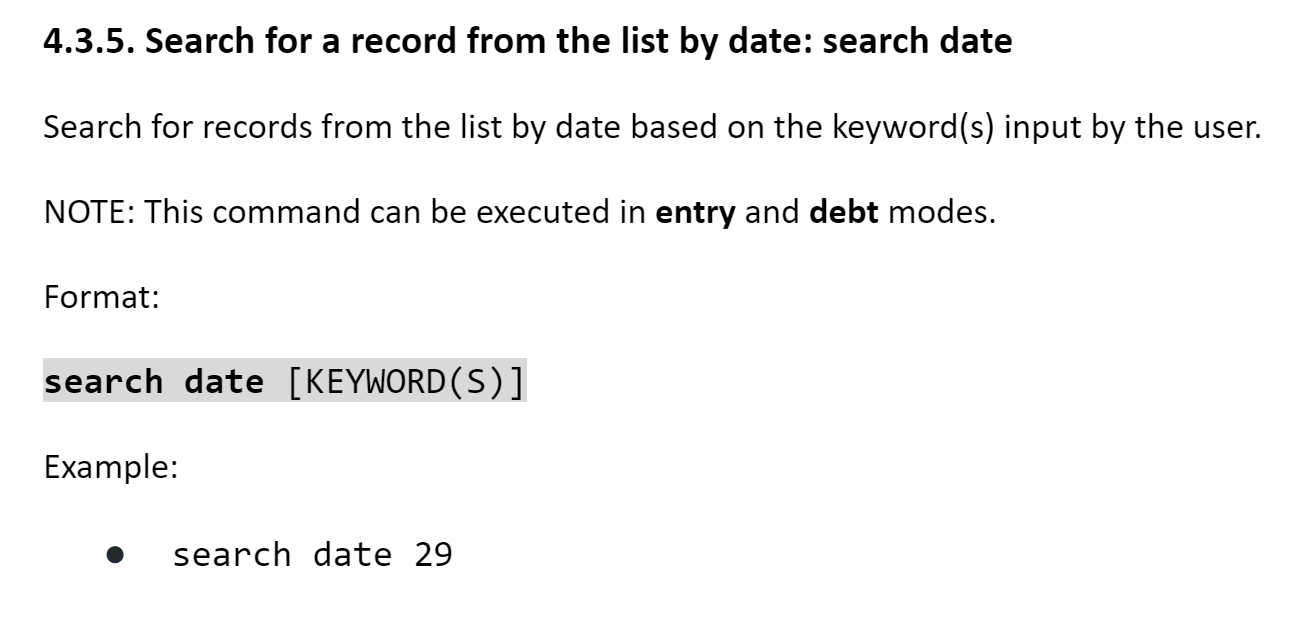 4.3.5. Search for a record from the list by date: search date
Search for records from the list by date based on the keyword(s) input by the user.
NOTE: This command can be executed in entry and debt modes.
Format:
search date [KEYWORD(S)]
Example:
● search date 29